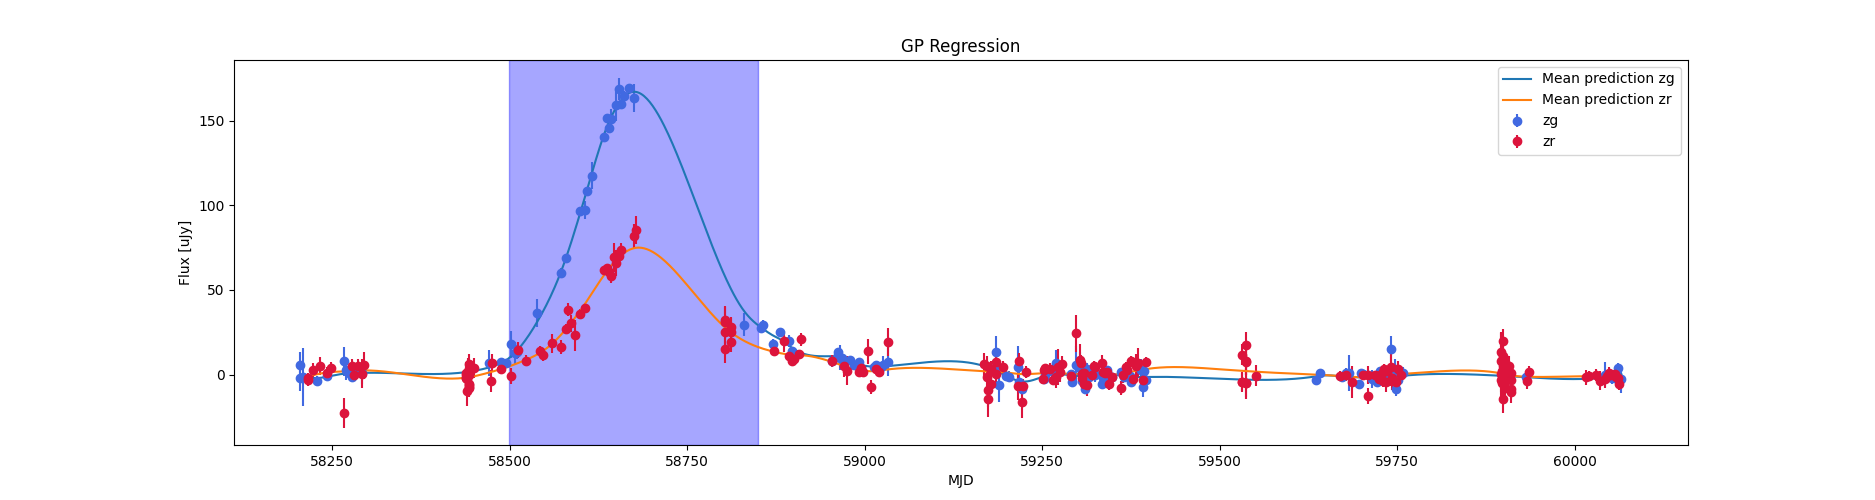 GP Regression
Mean prediction zg
Mean prediction zr
zg
zr
150
100
50
0
Flux [uJy]
58250 58500 58750 59000 59250 59500 59750 60000
MJD